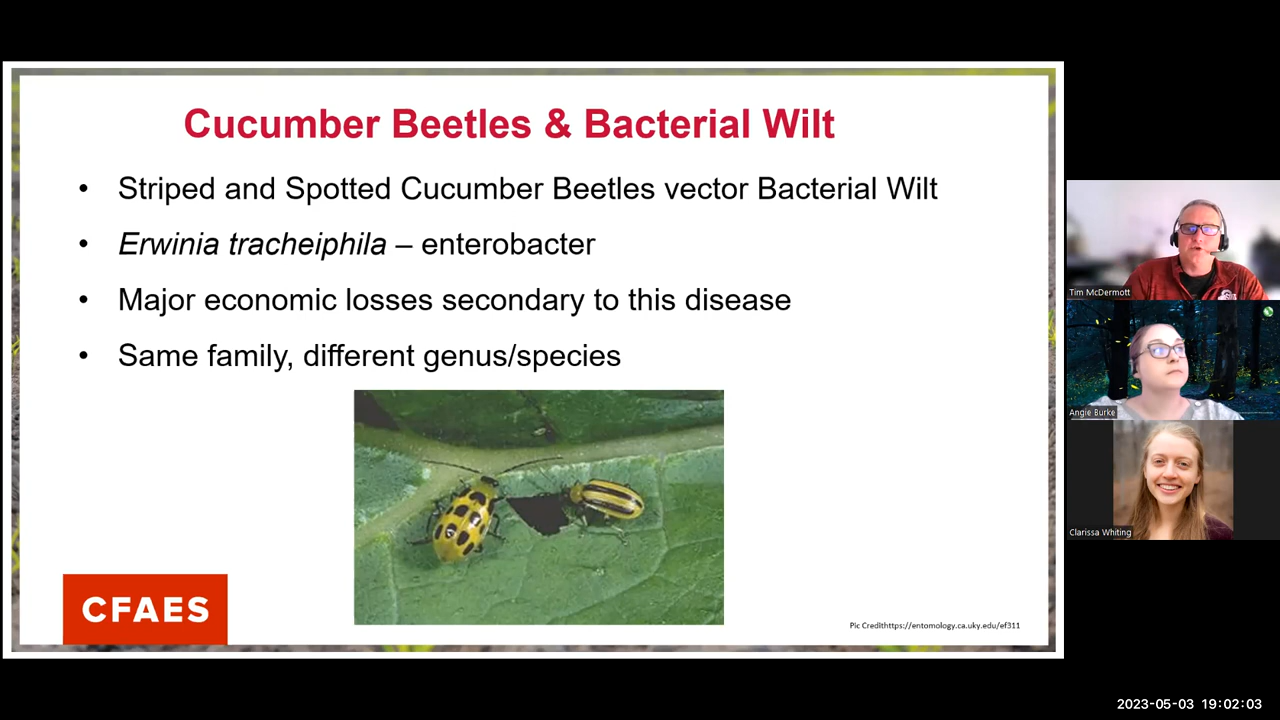 Cucumber Beetles & Bacterial Wilt
• Striped and Spotted Cucumber Beetles vector Bacterial Wilt
• Erwinia tracheiphila – enterobacter
• Major economic losses secondary to this disease
• Same family, different genus/species
CFAES
Pic Credithttps://entomology.ca.uky.edu/ef311
Tim McDermott
Angie Burke
Clarissa Whiting
2023-05-03 19:02:03